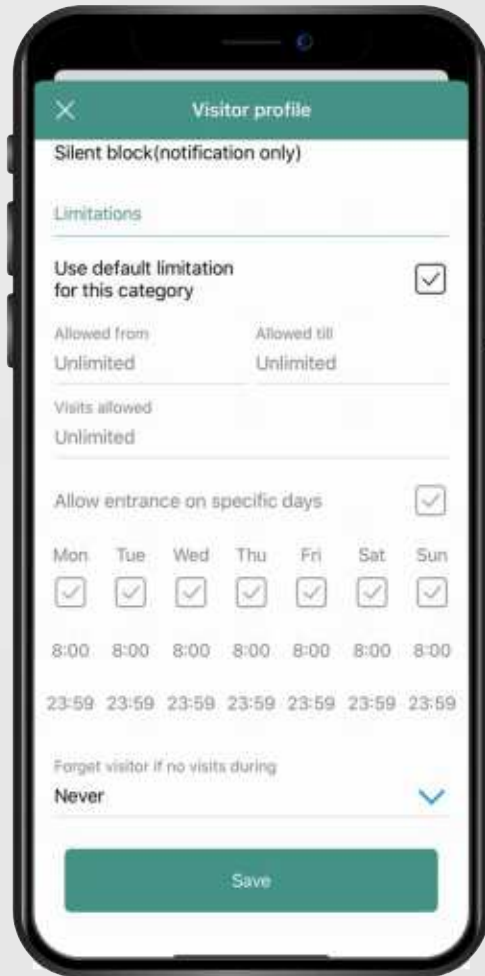 Visitor profile
Silent block(notification only)
Limitations
Use default limitation
for this category
Allowed from Allowed till
Unlimited Unlimited
Visits allowed
Unlimited
Allow entrance on specific days
Mon Tue Wed Thu Fri Sat Sun
8:00 8:00 8:00 8:00 8:00 8:00 8:00
23:59 23:59 23:59 23:59 23:59 23:59 23:59
Forget visitor if no visits during
Never
Save